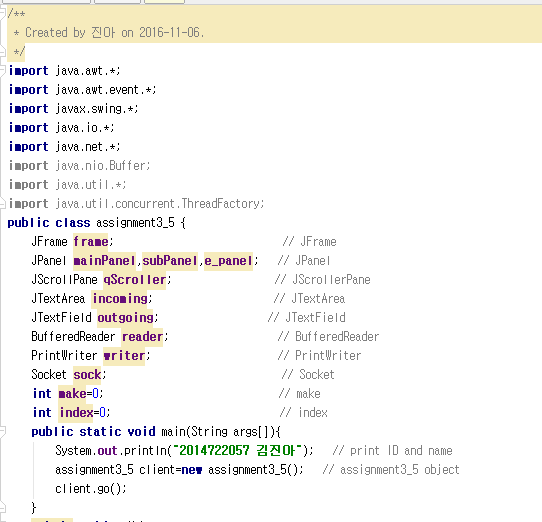 /**
 * Created by 진아 on 2016-11-06.
 */
import java.awt.*;
import java.awt.event.*;
import javax.swing.*;
import java.io.*;
import java.net.*;
import java.nio.Buffer;
import java.util.*;
import java.util.concurrent.ThreadFactory;
public class assignment3_5 {
    JFrame frame;                            // JFrame
    JPanel mainPanel,subPanel,e_panel;   // JPanel
    JScrollPane qScroller;                 // JScrollerPane
    JTextArea incoming;                    // JTextArea
    JTextField outgoing;                  // JTextField
    BufferedReader reader;                  // BufferedReader
    PrintWriter writer;                     // PrintWriter
    Socket sock;                             // Socket
    int make=0;                             // make
    int index=0;                            // index
    public static void main(String args[]){
        System.out.println("2014722057 김진아");   // print ID and name
        assignment3_5 client=new assignment3_5();   // assignment3_5 object
        client.go();
    }